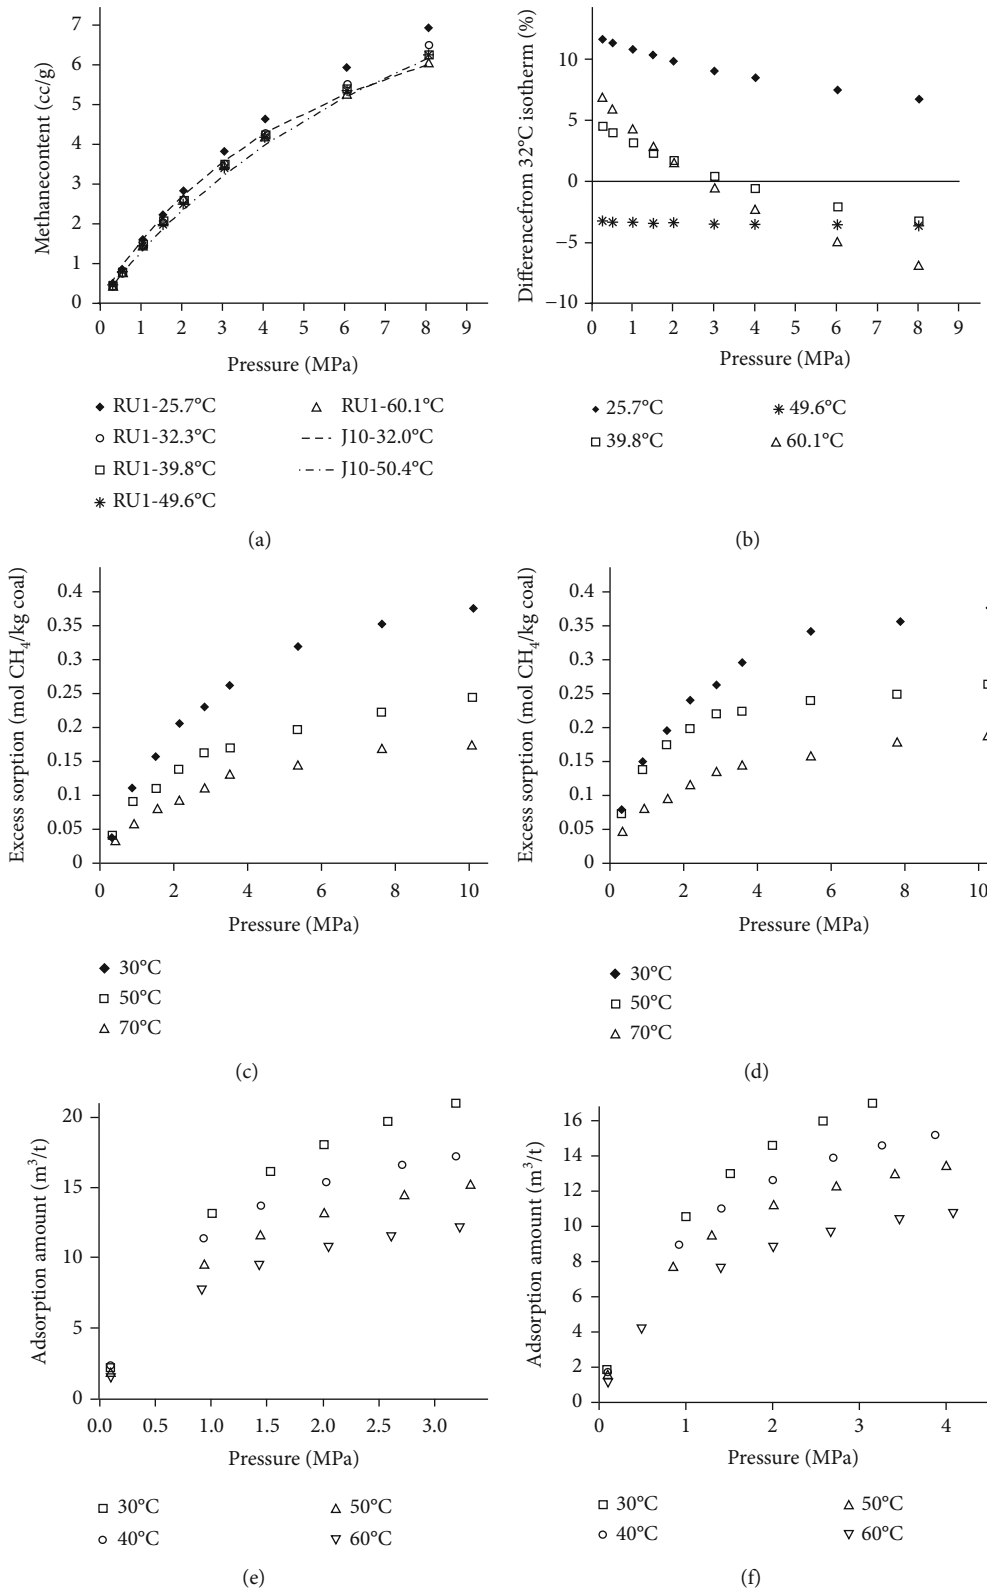 7
6
5
4
3
2
1
0
Methanecontent (cc/g)
0 1 2 3 4 5 6 7 8 9
Pressure (MPa)
RU1-25.7°C
RU1-32.3°C
RU1-39.8°C
RU1-49.6°C
RU1-60.1°C
J10-32.0°C
J10-50.4°C
(a)
10
5
0
−5
−10
Differencefrom 32°C isotherm (%)
0 1 2 3 4 5 6 7 8 9
Pressure (MPa)
25.7°C
39.8°C
49.6°C
60.1°C
(b)
0.4
0.35
0.3
0.25
0.2
0.15
0.1
0.05
0
Excess sorption (mol CH4/kg coal)
0 2 4 6 8 10
Pressure (MPa)
30°C
50°C
70°C
(c)
0.4
0.35
0.3
0.25
0.2
0.15
0.1
0.05
0
Excess sorption (mol CH4/kg coal)
0 2 4 6 8 10
Pressure (MPa)
30°C
50°C
70°C
(d)
20
15
10
5
0
Adsorption amount (m³/t)
0.0 1.0 1.5 2.0 2.5 3.0
Pressure (MPa)
30°C
40°C
50°C
60°C
(e)
16
14
12
10
8
6
4
2
0
Adsorption amount (m³/t)
0 1 2 3 4
Pressure (MPa)
30°C
40°C
50°C
60°C
(f)